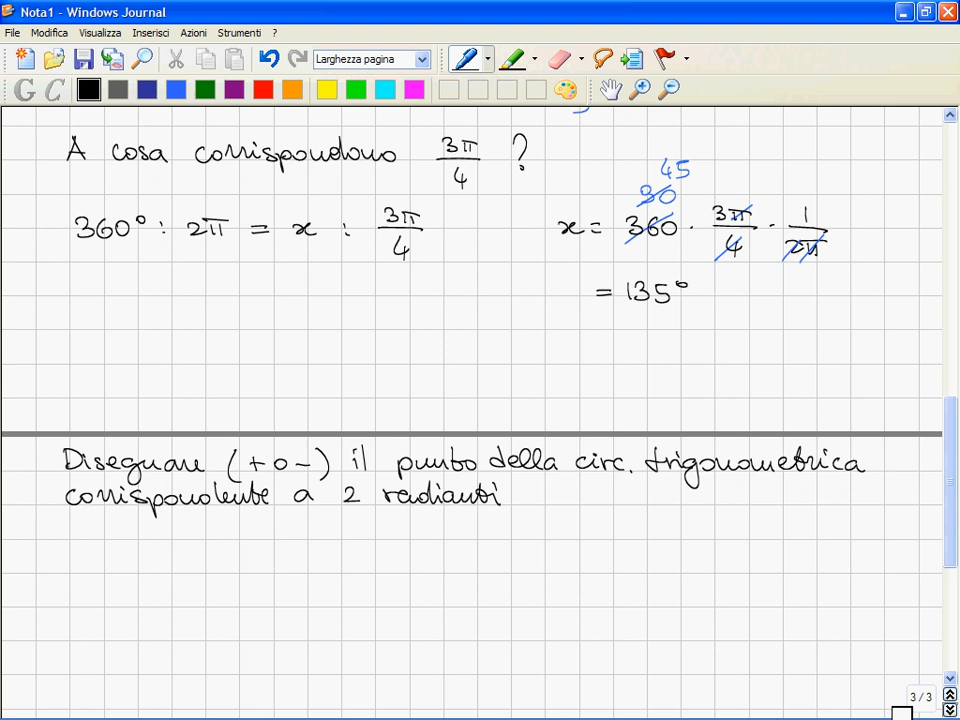 Nota1 - Windows Journal
File Modifica Visualizza Inserisci Azioni Strumenti ?
Larghezza pagina
G C
A cosa corrispondono 3π/4 ?
360° : 2π = x : 3π/4
45
90
x = 360 · 3π/4 · 1/2π
= 135°
Disegnare (+ o -) il punto della circ. trigonometrica
corrispondente a 2 radianti
3 / 3